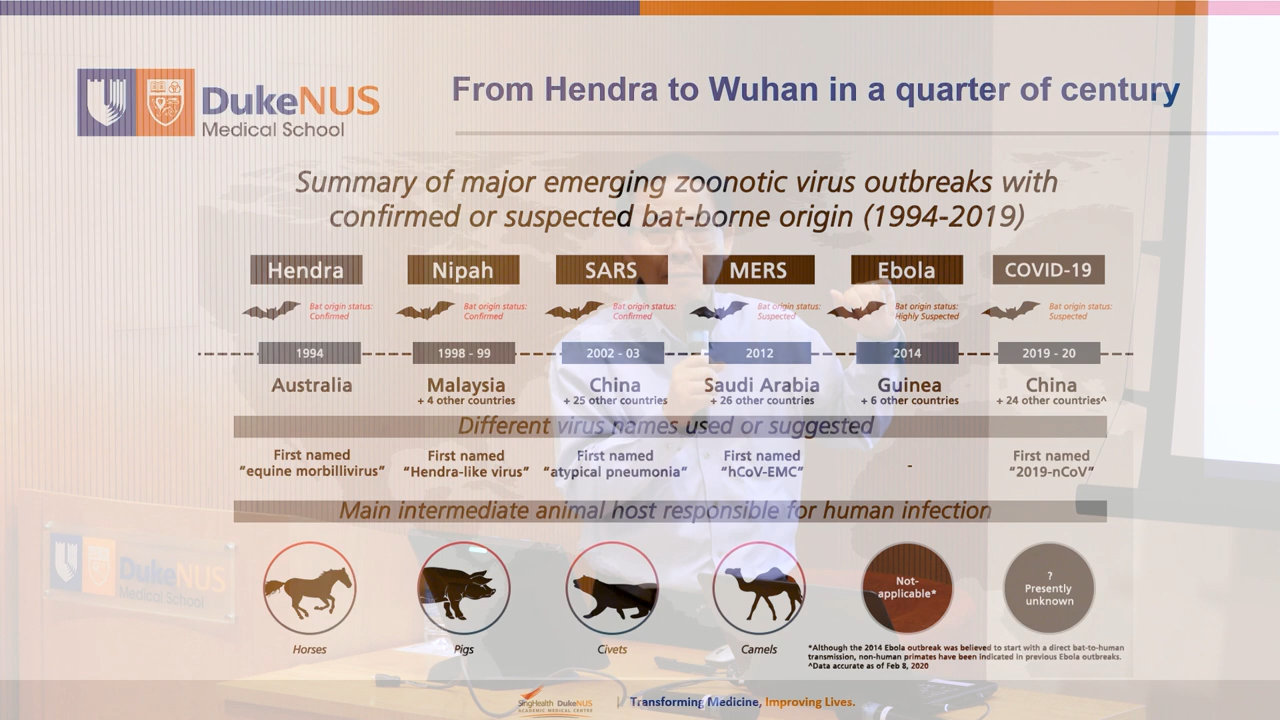 DukeNUS
Medical School
From Hendra to Wuhan in a quarter of century
Summary of major emerging zoonotic virus outbreaks with
confirmed or suspected bat-borne origin (1994-2019)
Hendra Nipah SARS MERS Ebola COVID-19
Bat origin status: Bat origin status: Bat origin status: Bat origin status: Bat origin status: Bat origin status:
Confirmed Confirmed Confirmed Suspected Highly Suspected Suspected
1994 1998 - 99 2002 - 03 2012 2014 2019 - 20
Australia Malaysia China Saudi Arabia Guinea China
+ 4 other countries + 25 other countries + 26 other countries + 6 other countries + 24 other countries^
Different virus names used or suggested
First named First named First named First named First named
“equine morbillivirus” “Hendra-like virus” “atypical pneumonia” “hCoV-EMC” - “2019-nCoV”
Main intermediate animal host responsible for human infection
Not-
applicable*
?
Presently
unknown
Horses Pigs Civets Camels
*Although the 2014 Ebola outbreak was believed to start with a direct bat-to-human
transmission, non-human primates have been indicated in previous Ebola outbreaks.
^Data accurate as of Feb 8, 2020
DukeNUS
Medical School
SingHealth DukeNUS
ACADEMIC MEDICAL CENTRE
Transforming Medicine, Improving Lives.